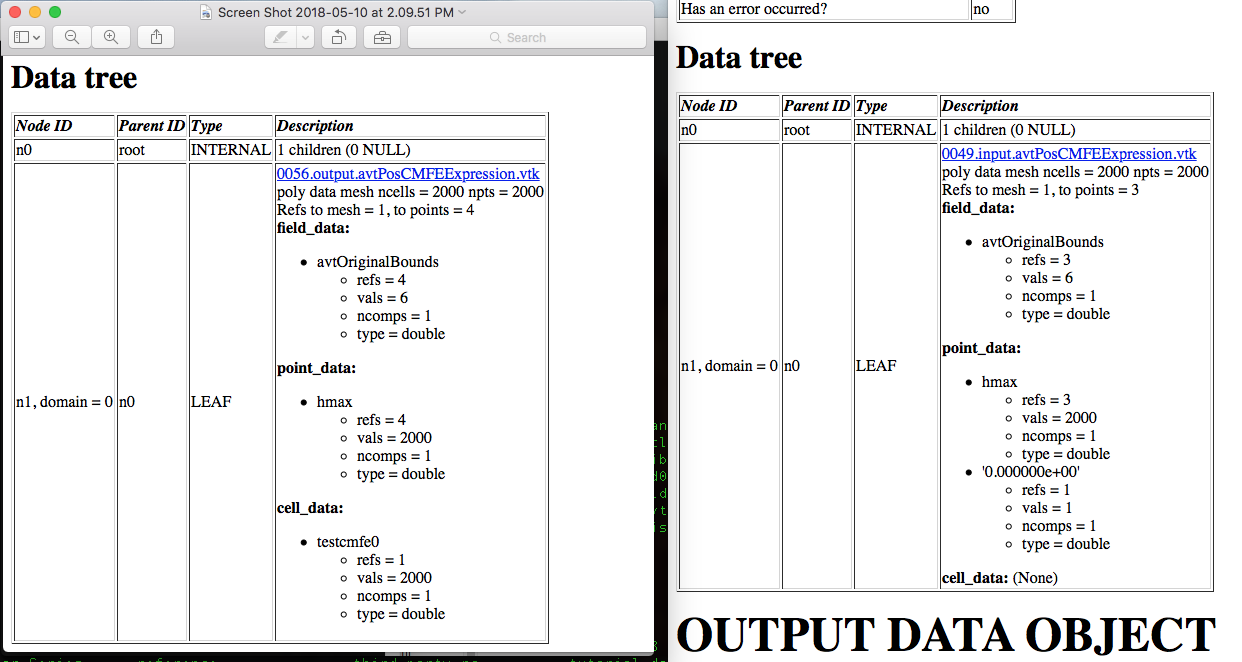 Screen Shot 2018-05-10 at 2.09.51 PM
Search
Data tree
Node ID Parent ID Type Description
n0 root INTERNAL 1 children (0 NULL)
n1, domain = 0 n0 LEAF
0056.output.avtPosCMFEExpression.vtk
poly data mesh ncells = 2000 npts = 2000
Refs to mesh = 1, to points = 4
field_data:
• avtOriginalBounds
◦ refs = 4
◦ vals = 6
◦ ncomps = 1
◦ type = double
point_data:
• hmax
◦ refs = 4
◦ vals = 2000
◦ ncomps = 1
◦ type = double
cell_data:
• testcmfe0
◦ refs = 1
◦ vals = 2000
◦ ncomps = 1
◦ type = double
Has an error occurred? no
Data tree
Node ID Parent ID Type Description
n0 root INTERNAL 1 children (0 NULL)
n1, domain = 0 n0 LEAF
0049.input.avtPosCMFEExpression.vtk
poly data mesh ncells = 2000 npts = 2000
Refs to mesh = 1, to points = 3
field_data:
• avtOriginalBounds
◦ refs = 3
◦ vals = 6
◦ ncomps = 1
◦ type = double
point_data:
• hmax
◦ refs = 3
◦ vals = 2000
◦ ncomps = 1
◦ type = double
• '0.000000e+00'
◦ refs = 1
◦ vals = 1
◦ ncomps = 1
◦ type = double
cell_data: (None)
OUTPUT DATA OBJECT